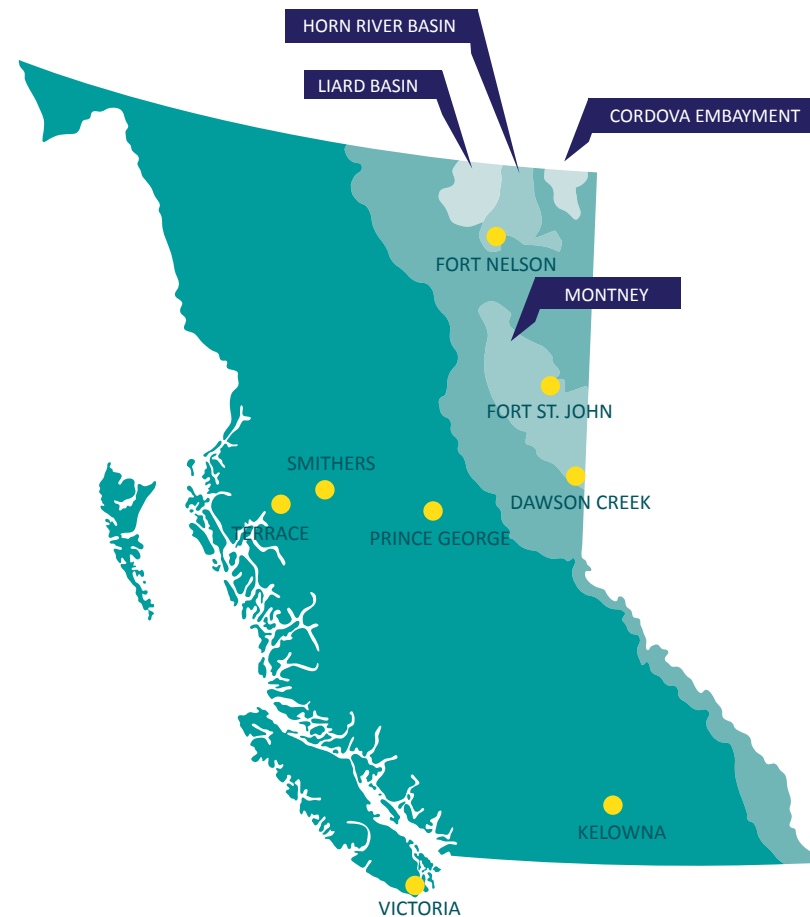 HORN RIVER BASIN
LIARD BASIN
CORDOVA EMBAYMENT
FORT NELSON
MONTNEY
FORT ST. JOHN
SMITHERS
DAWSON CREEK
TERRACE
PRINCE GEORGE
KELOWNA
VICTORIA